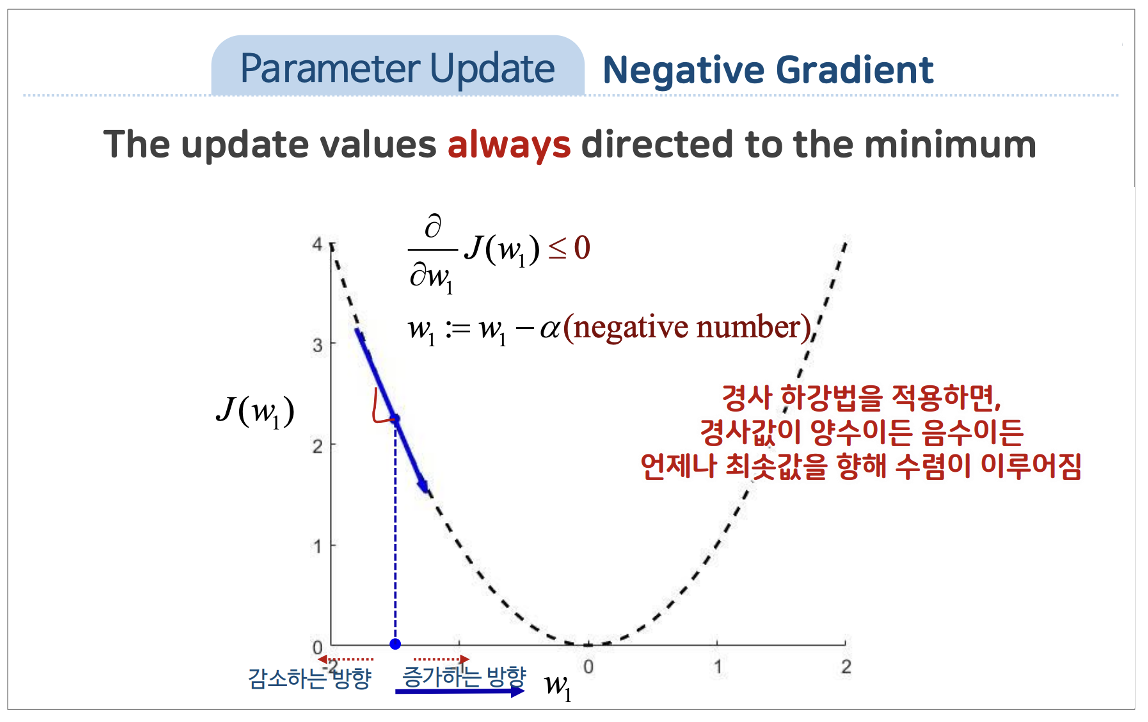 Parameter Update Negative Gradient
The update values always directed to the minimum
∂/∂w₁ J(w₁) ≤ 0
w₁ := w₁ − α(negative number)
경사 하강법을 적용하면,
경사값이 양수이든 음수이든
언제나 최솟값을 향해 수렴이 이루어짐
J(w₁)
4
3
2
1
0
-2 -1 0 1 2
감소하는 방향 증가하는 방향 w₁